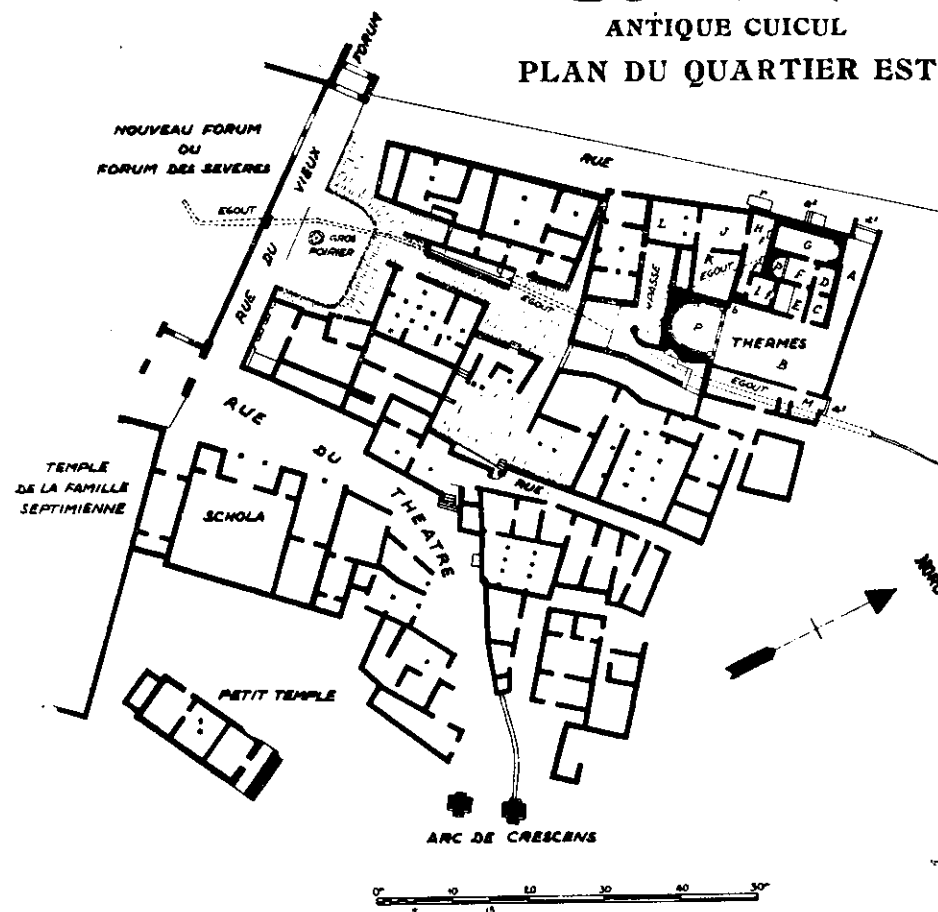 ANTIQUE CUICUL
PLAN DU QUARTIER EST
FORUM
NOUVEAU FORUM
OU
FORUM DES SEVERES
VIEUX
DU
RUE
RUE
EGOUT
GROS
POIRIER
EGOUT
IMPASSE
L
J
H
K
EGOUT
G
A
F
D
P
I
E
C
P
b
THERMES
B
EGOUT
M
RUE
DU
THEATRE
RUE
TEMPLE
DE LA FAMILLE
SEPTIMIENNE
SCHOLA
PETIT TEMPLE
ARC DE CRESCENS
NORD
0 10 20 30 40 50